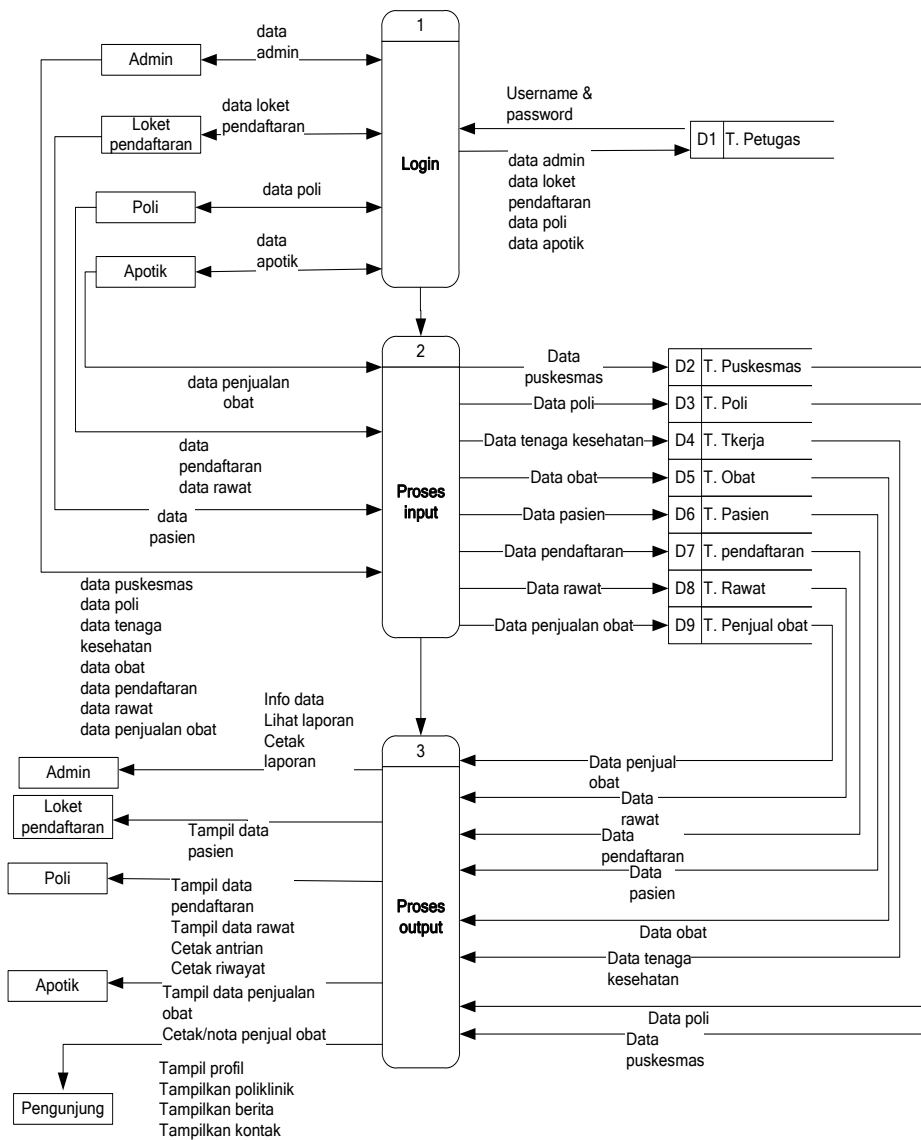 1
data
admin
Admin
Username &
password
data loket
pendaftaran
Loket
pendaftaran
D1 T. Petugas
Login
data admin
data loket
pendaftaran
data poli
data apotik
data poli
Poli
data
apotik
Apotik
2
Data
puskesmas
D2 T. Puskesmas
data penjualan
obat
Data poli
D3 T. Poli
Data tenaga kesehatan
D4 T. Tkerja
data
pendaftaran
data rawat
Data obat
D5 T. Obat
Proses
input
Data pasien
D6 T. Pasien
data
pasien
Data pendaftaran
D7 T. pendaftaran
Data rawat
D8 T. Rawat
Data penjualan obat
D9 T. Penjual obat
data puskesmas
data poli
data tenaga
kesehatan
data obat
data pendaftaran
data rawat
data penjualan obat
Info data
Lihat laporan
Cetak
laporan
3
Admin
Data penjual
obat
Loket
pendaftaran
Data
rawat
Tampil data
pasien
Data
pendaftaran
Poli
Data
pasien
Tampil data
pendaftaran
Tampil data rawat
Cetak antrian
Cetak riwayat
Proses
output
Data obat
Data tenaga
kesehatan
Apotik
Tampil data penjualan
obat
Cetak/nota penjual obat
Data poli
Data
puskesmas
Tampil profil
Tampilkan poliklinik
Tampilkan berita
Tampilkan kontak
Pengunjung